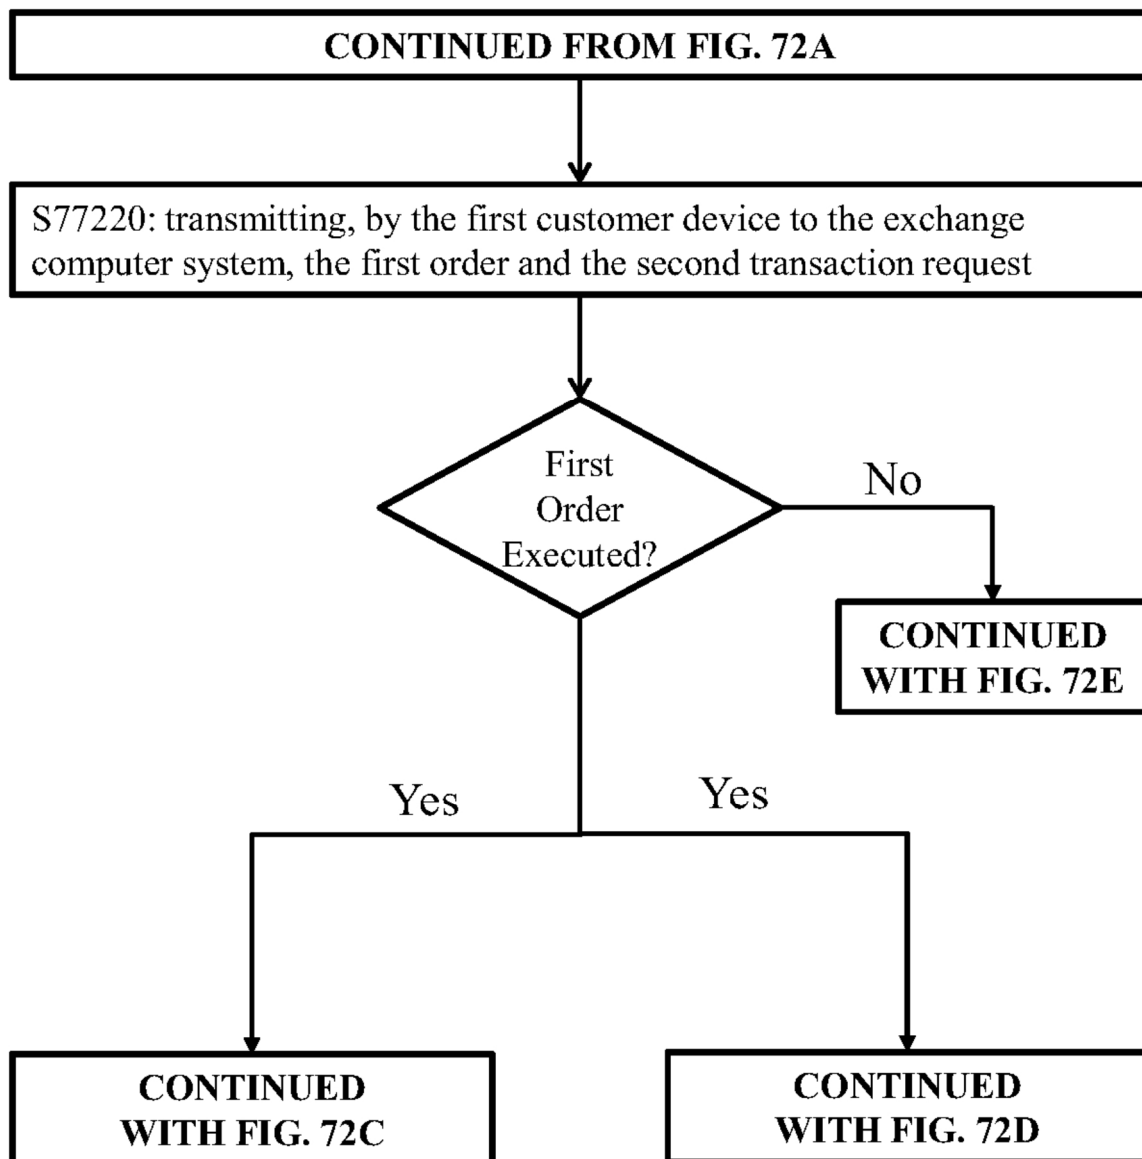 CONTINUED FROM FIG. 72A
S77220: transmitting, by the first customer device to the exchange
computer system, the first order and the second transaction request
First
Order
Executed?
No
CONTINUED
WITH FIG. 72E
Yes
Yes
CONTINUED
WITH FIG. 72C
CONTINUED
WITH FIG. 72D